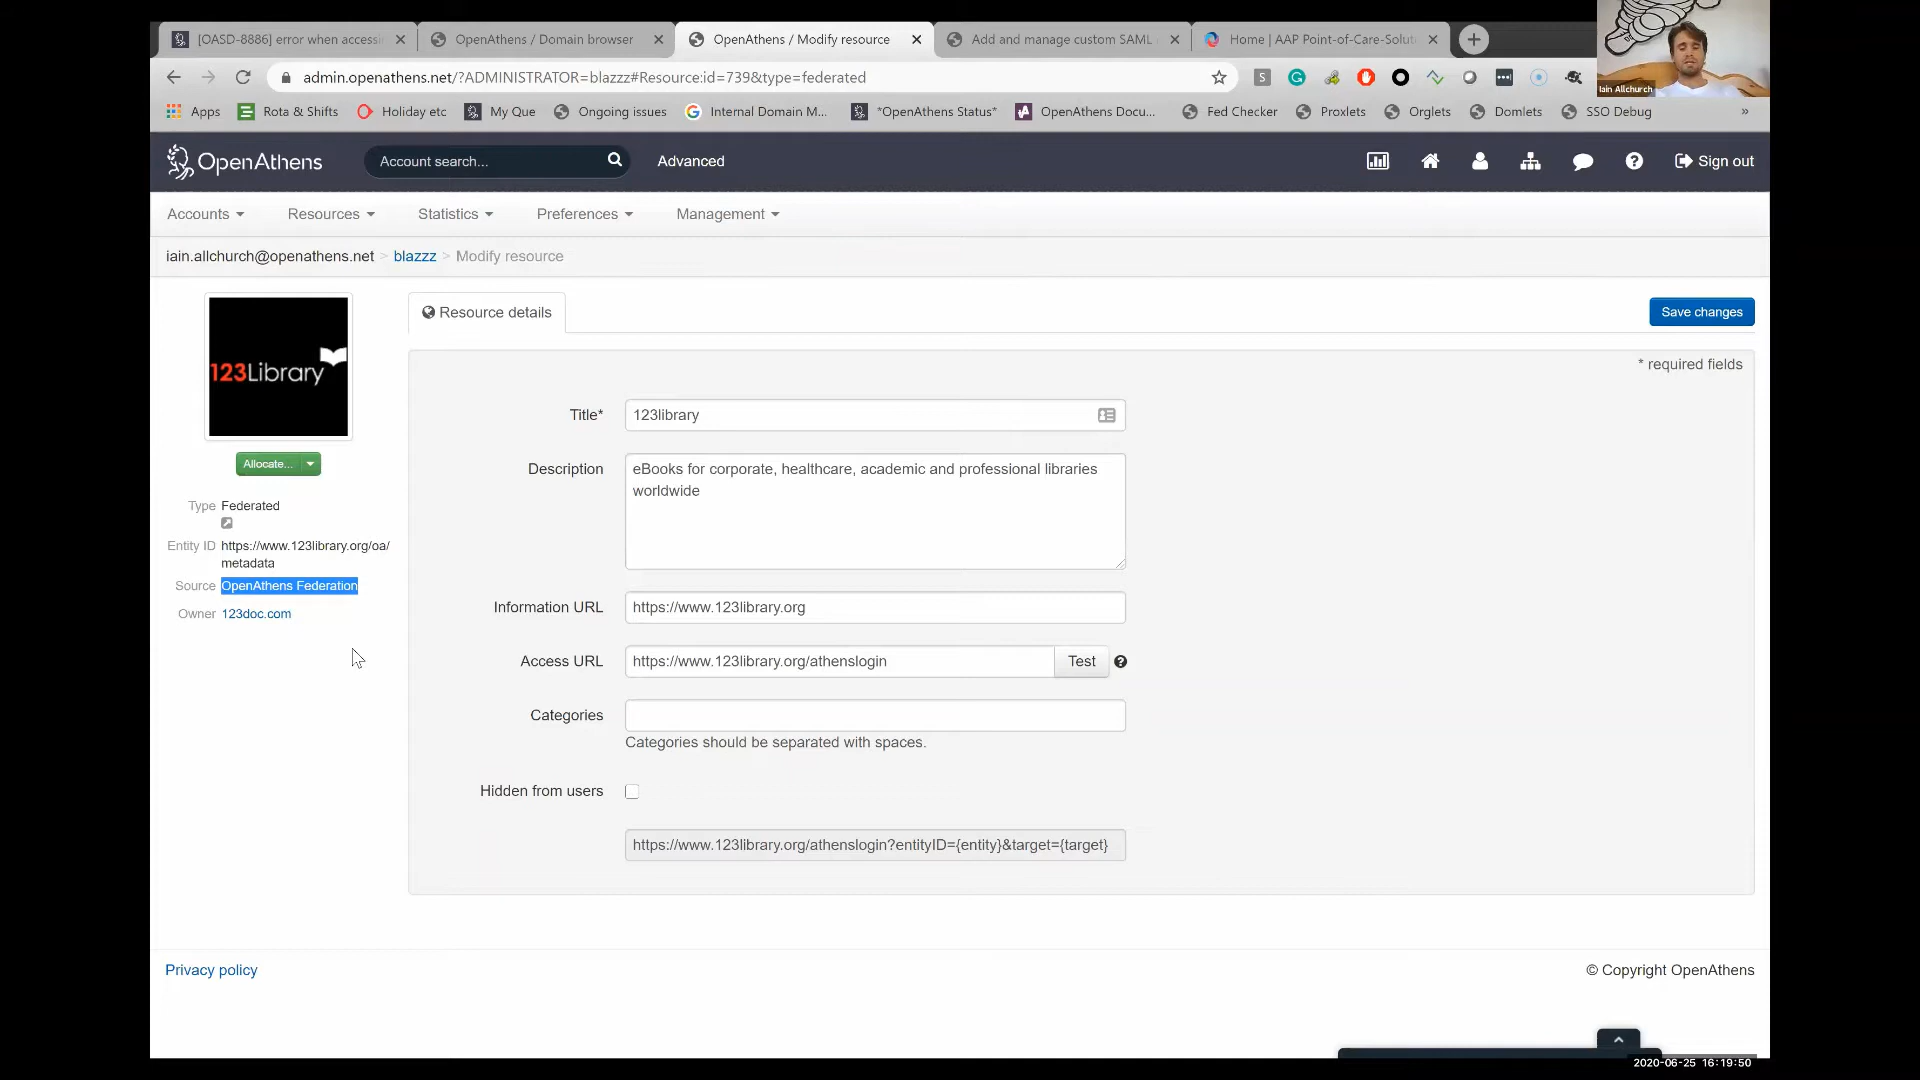 [OASD-8886] error when accessi
OpenAthens / Domain browser
OpenAthens / Modify resource
Add and manage custom SAML
Home | AAP Point-of-Care-Solut
admin.openathens.net/?ADMINISTRATOR=blazzz#Resource:id=739&type=federated
Iain Allchurch
Apps
Rota & Shifts
Holiday etc
My Que
Ongoing issues
Internal Domain M...
*OpenAthens Status*
OpenAthens Docu...
Fed Checker
Proxlets
Orglets
Domlets
SSO Debug
»
OpenAthens
Account search...
Advanced
Sign out
Accounts
Resources
Statistics
Preferences
Management
iain.allchurch@openathens.net > blazzz > Modify resource
123Library
Resource details
Save changes
* required fields
Title* 123library
Allocate...
Description eBooks for corporate, healthcare, academic and professional libraries
worldwide
Type Federated
Entity ID https://www.123library.org/oa/
metadata
Source OpenAthens Federation
Owner 123doc.com
Information URL https://www.123library.org
Access URL https://www.123library.org/athenslogin Test
Categories
Categories should be separated with spaces.
Hidden from users
https://www.123library.org/athenslogin?entityID={entity}&target={target}
Privacy policy
© Copyright OpenAthens
2020-06-25 16:19:50